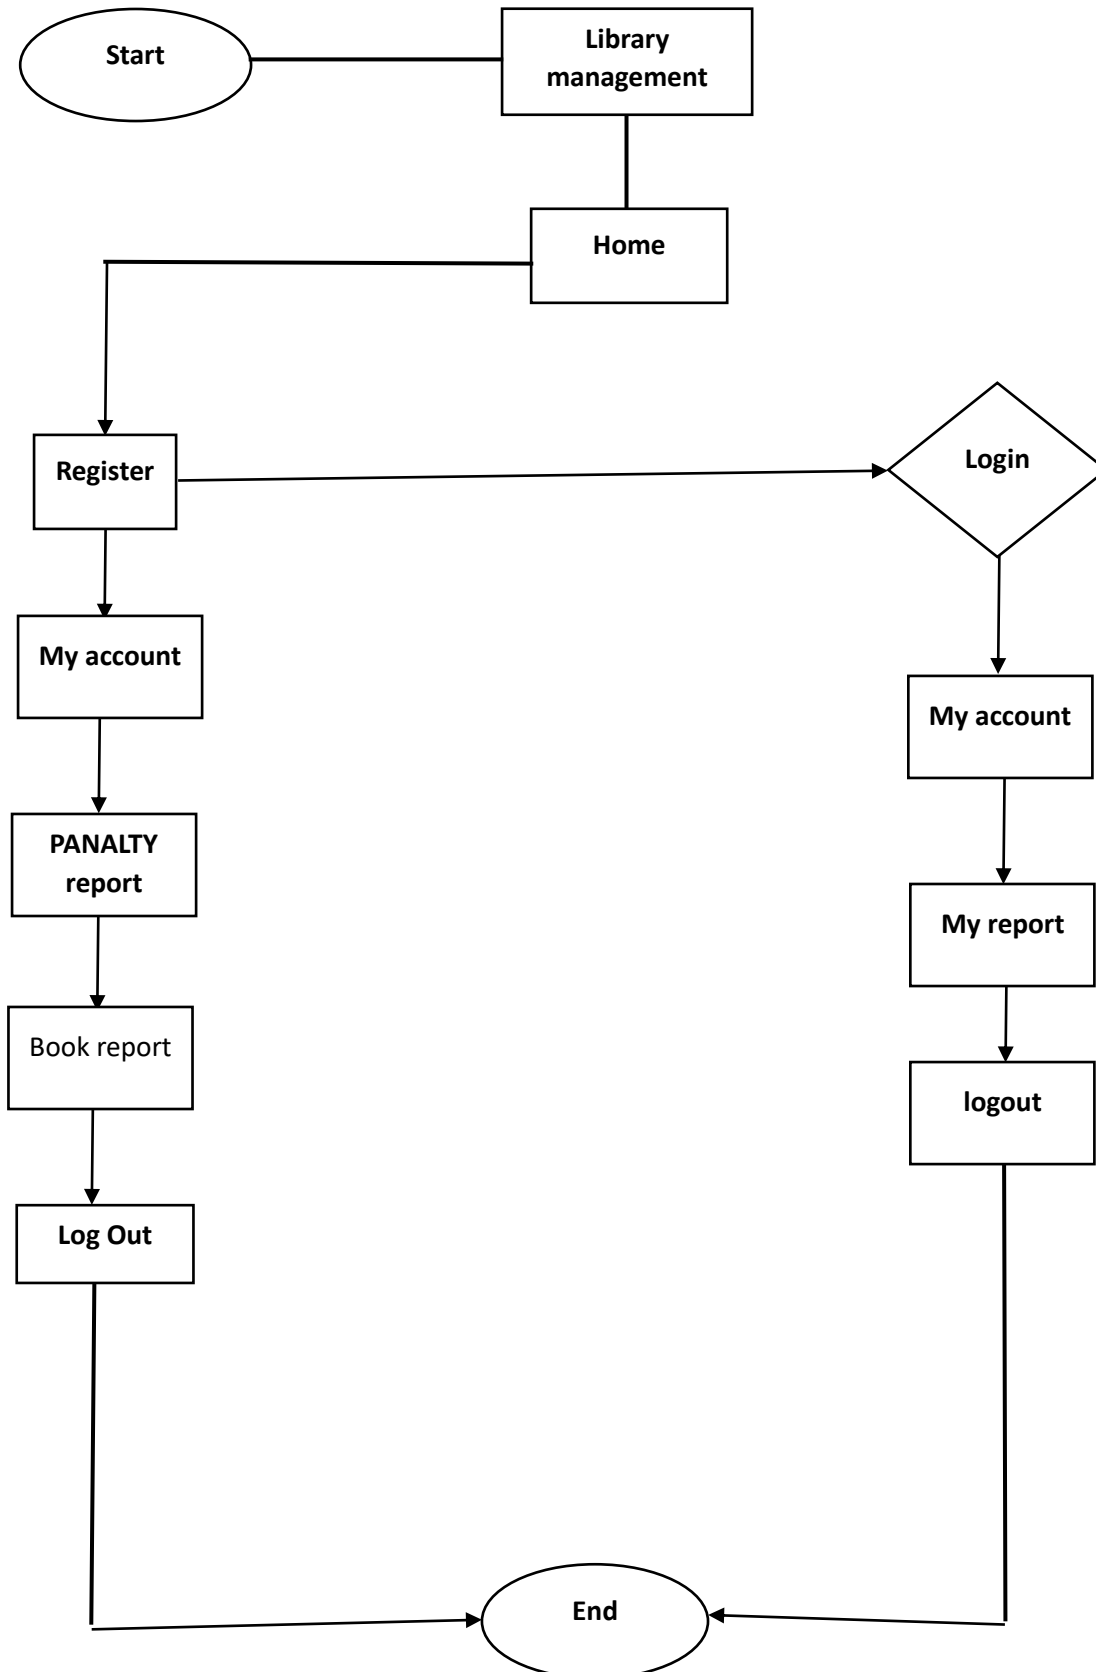 Start
Library
management
Home
Register
Login
My account
My account
PANALTY
report
My report
Book report
logout
Log Out
End